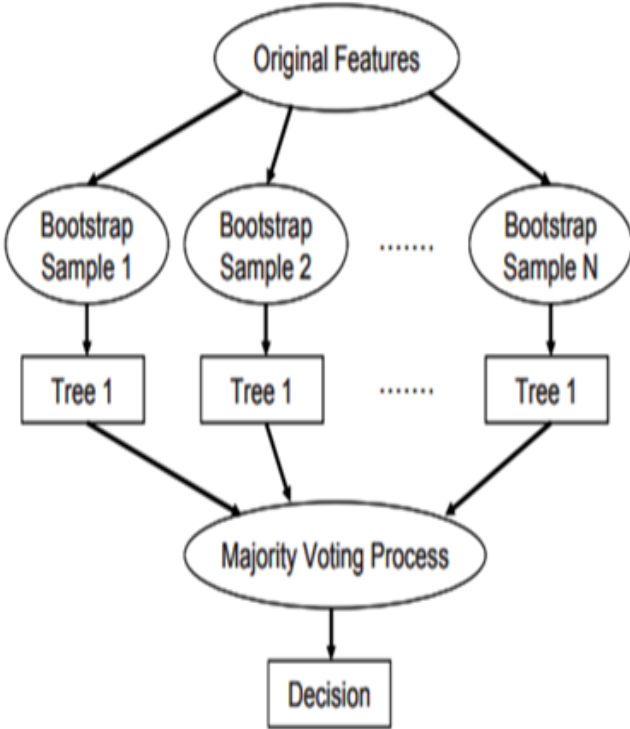 Original Features
Bootstrap
Sample 1
Bootstrap
Sample 2
.......
Bootstrap
Sample N
Tree 1
Tree 1
.......
Tree 1
Majority Voting Process
Decision